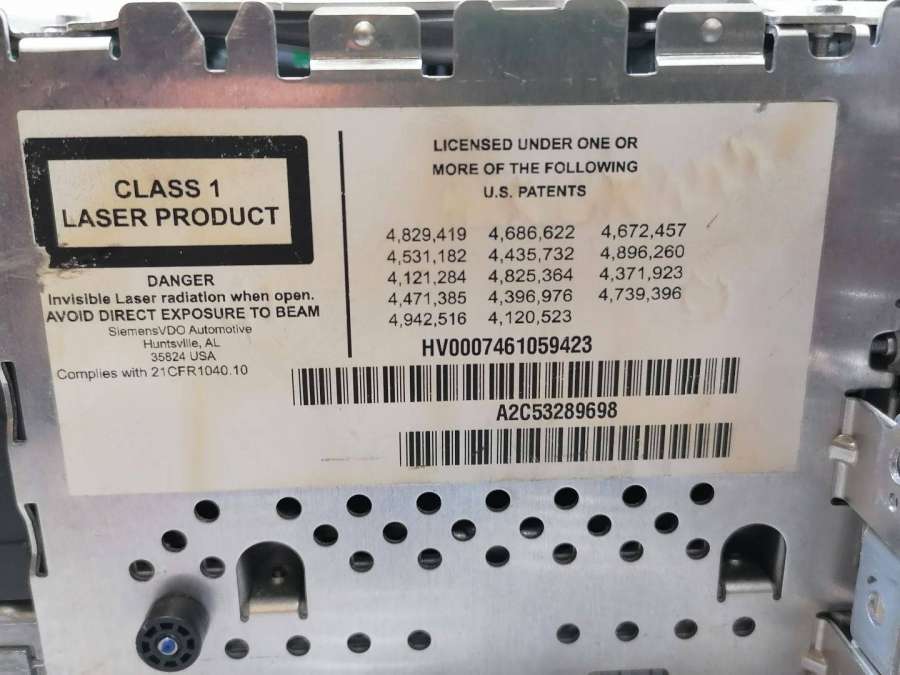 CLASS 1
LASER PRODUCT
DANGER
Invisible Laser radiation when open.
AVOID DIRECT EXPOSURE TO BEAM
SiemensVDO Automotive
Huntsville, AL
35824 USA
Complies with 21CFR1040.10
LICENSED UNDER ONE OR
MORE OF THE FOLLOWING
U.S. PATENTS
4,829,419 4,686,622 4,672,457
4,531,182 4,435,732 4,896,260
4,121,284 4,825,364 4,371,923
4,471,385 4,396,976 4,739,396
4,942,516 4,120,523
HV0007461059423
A2C53289698